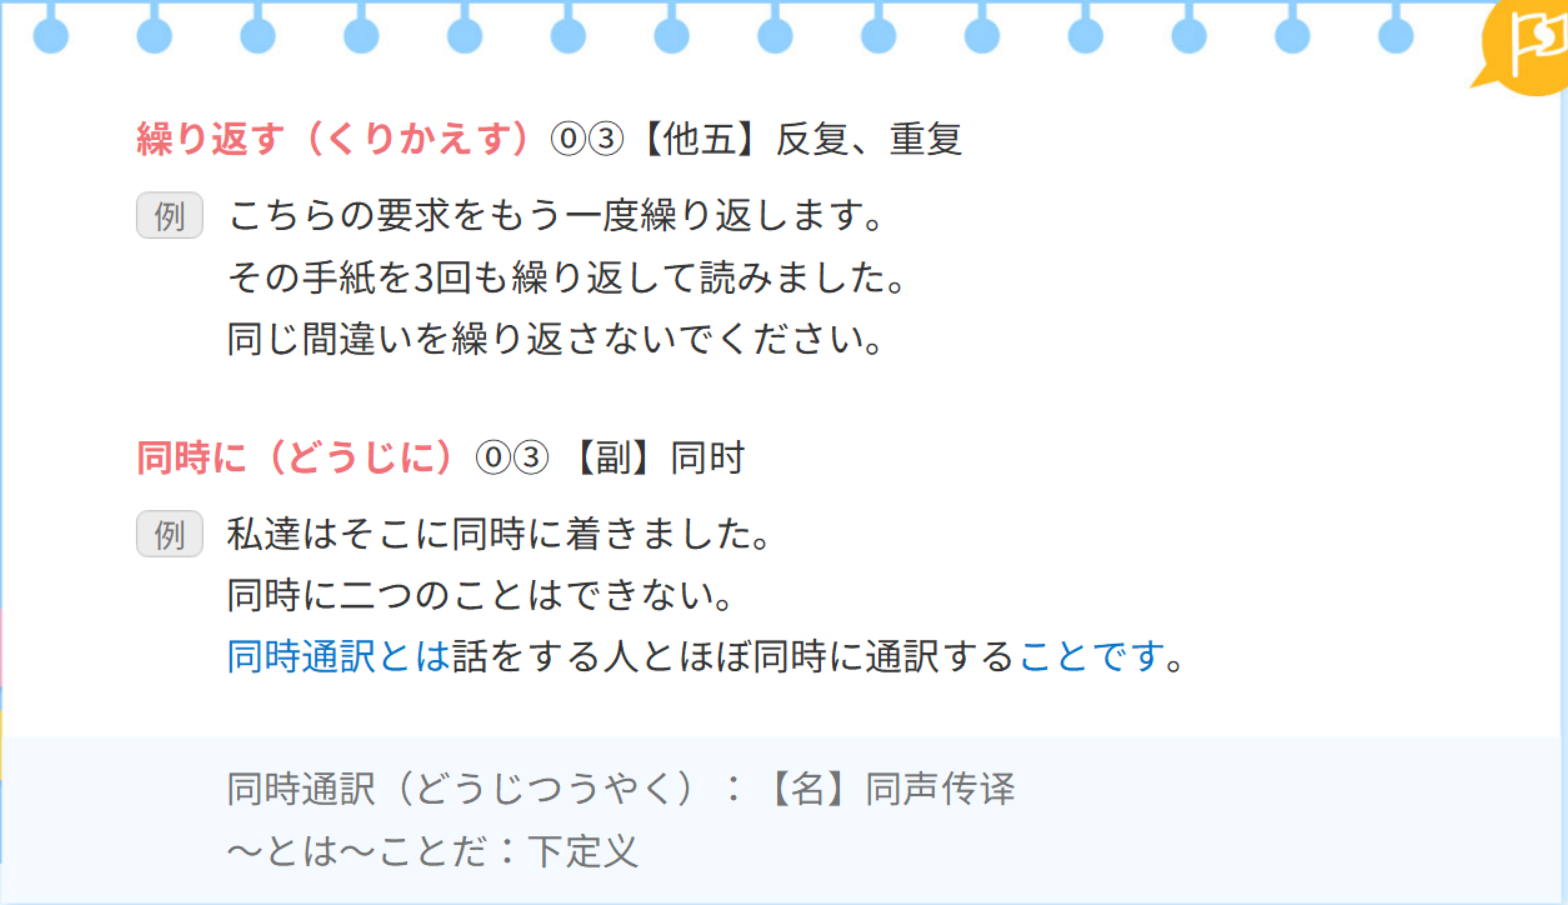 繰り返す（くりかえす）⓪③【他五】反复、重复
例 こちらの要求をもう一度繰り返します。
その手紙を3回も繰り返して読みました。
同じ間違いを繰り返さないでください。
同時に（どうじに）⓪③【副】同时
例 私達はそこに同時に着きました。
同時に二つのことはできない。
同時通訳とは話をする人とほぼ同時に通訳することです。
同時通訳（どうじつうやく）：【名】同声传译
～とは～ことだ：下定义